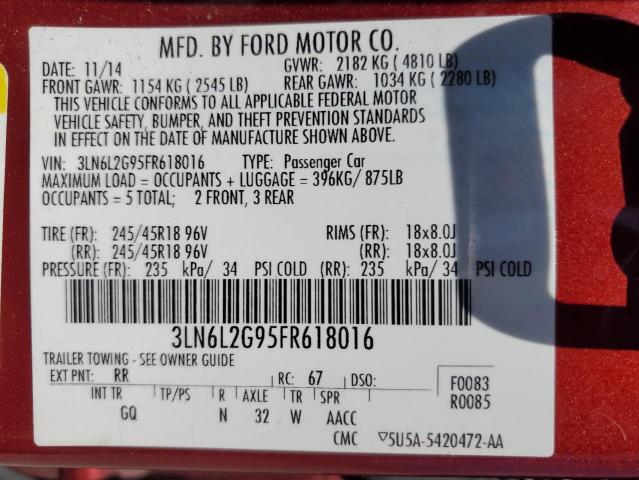 MFD. BY FORD MOTOR CO.
DATE: 11/14 GVWR: 2182 KG ( 4810 LB)
FRONT GAWR: 1154 KG ( 2545 LB) REAR GAWR: 1034 KG ( 2280 LB)
THIS VEHICLE CONFORMS TO ALL APPLICABLE FEDERAL MOTOR
VEHICLE SAFETY, BUMPER, AND THEFT PREVENTION STANDARDS
IN EFFECT ON THE DATE OF MANUFACTURE SHOWN ABOVE.
VIN: 3LN6L2G95FR618016 TYPE: Passenger Car
MAXIMUM LOAD = OCCUPANTS + LUGGAGE = 396KG/ 875LB
OCCUPANTS = 5 TOTAL; 2 FRONT, 3 REAR
TIRE (FR): 245/45R18 96V RIMS (FR): 18x8.0J
(RR): 245/45R18 96V (RR): 18x8.0J
PRESSURE (FR): 235 kPa/ 34 PSI COLD (RR): 235 kPa/ 34 PSI COLD
3LN6L2G95FR618016
TRAILER TOWING - SEE OWNER GUIDE
EXT PNT: RR RC: 67 DSO: F0083
INT TR TP/PS R AXLE TR SPR R0085
GQ N 32 W AACC
CMC ▽5U5A-5420472-AA